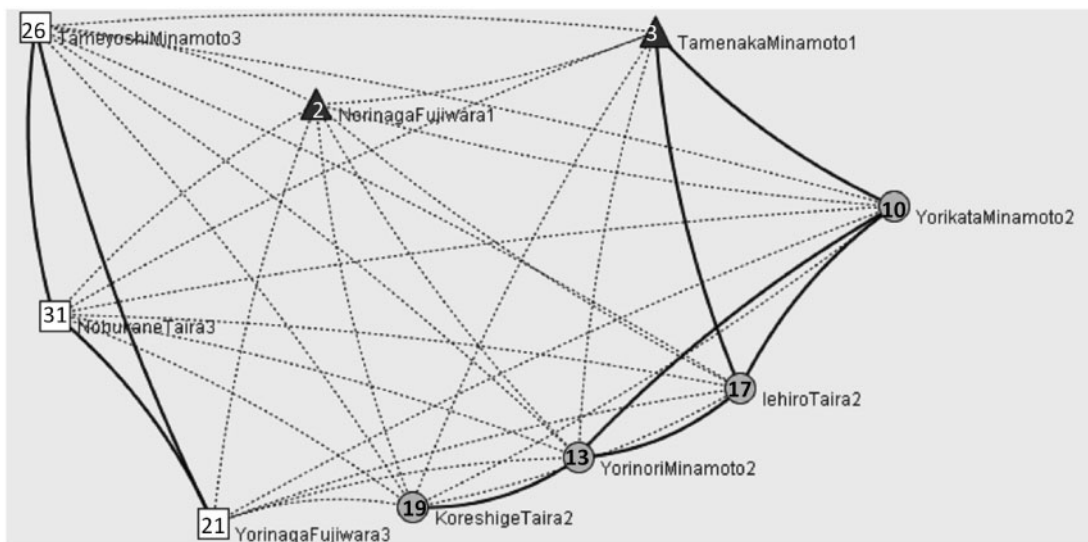 26
TameyoshiMinamoto3
3
TamenakaMinamoto1
2
NorinagaFujiwara1
10
YorikataMinamoto2
31
NobukaneTaira3
17
IehiroTaira2
13
YorinoriMinamoto2
19
KoreshigeTaira2
21
YorinagaFujiwara3